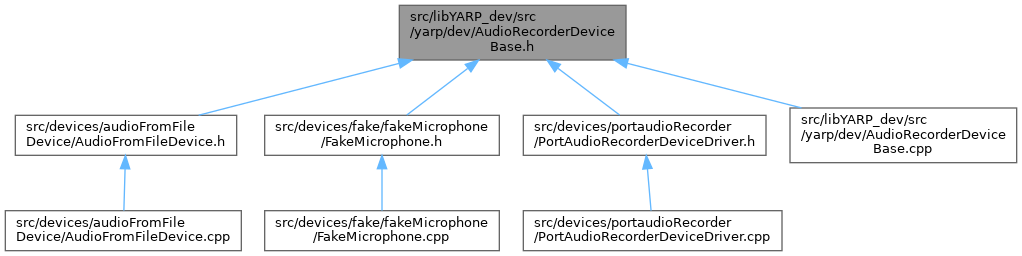 src/libYARP_dev/src
/yarp/dev/AudioRecorderDevice
Base.h
src/devices/audioFromFile
Device/AudioFromFileDevice.h
src/devices/fake/fakeMicrophone
/FakeMicrophone.h
src/devices/portaudioRecorder
/PortAudioRecorderDeviceDriver.h
src/libYARP_dev/src
/yarp/dev/AudioRecorderDevice
Base.cpp
src/devices/audioFromFile
Device/AudioFromFileDevice.cpp
src/devices/fake/fakeMicrophone
/FakeMicrophone.cpp
src/devices/portaudioRecorder
/PortAudioRecorderDeviceDriver.cpp